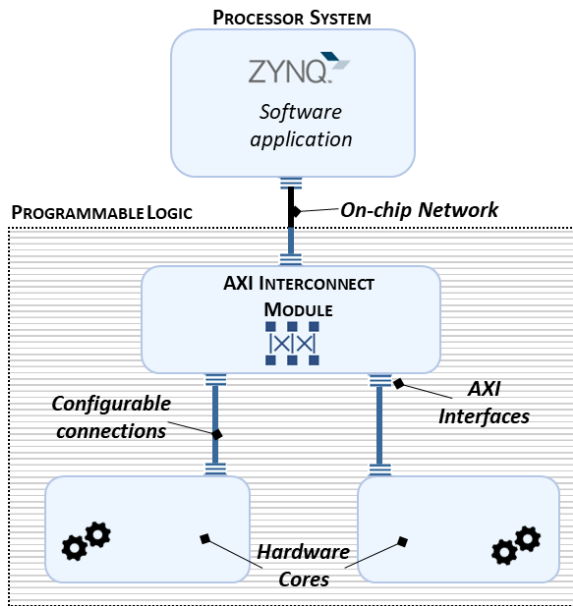 PROCESSOR SYSTEM
ZYNQ
Software
application
On-chip Network
PROGRAMMABLE LOGIC
AXI INTERCONNECT
MODULE
Configurable
connections
AXI
Interfaces
Hardware
Cores